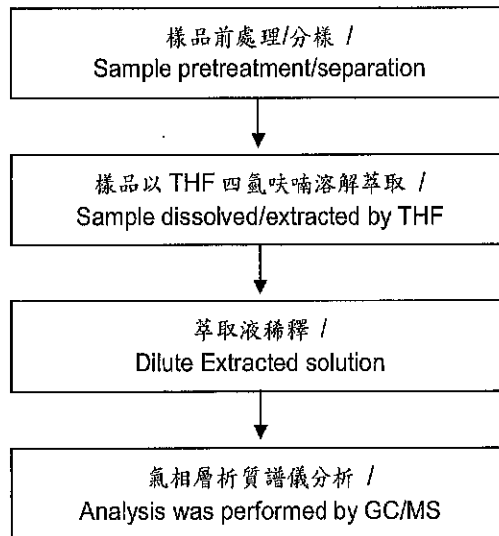 樣品前處理/分樣 /
Sample pretreatment/separation
樣品以 THF 四氫呋喃溶解萃取 /
Sample dissolved/extracted by THF
萃取液稀釋 /
Dilute Extracted solution
氣相層析質譜儀分析 /
Analysis was performed by GC/MS